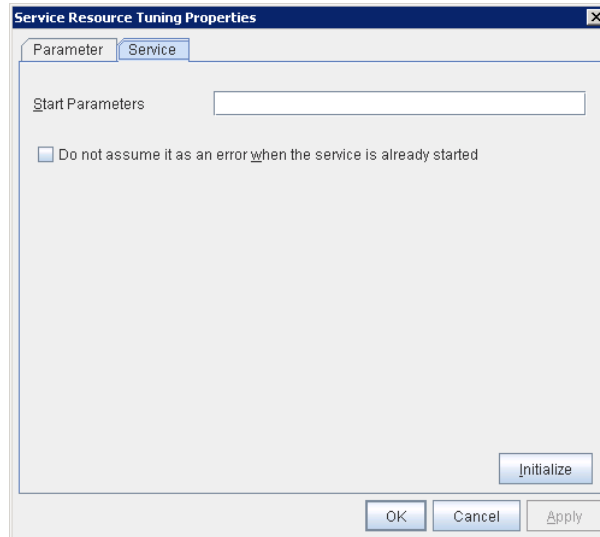 Service Resource Tuning Properties
Parameter Service
Start Parameters
Do not assume it as an error when the service is already started
Initialize
OK Cancel Apply